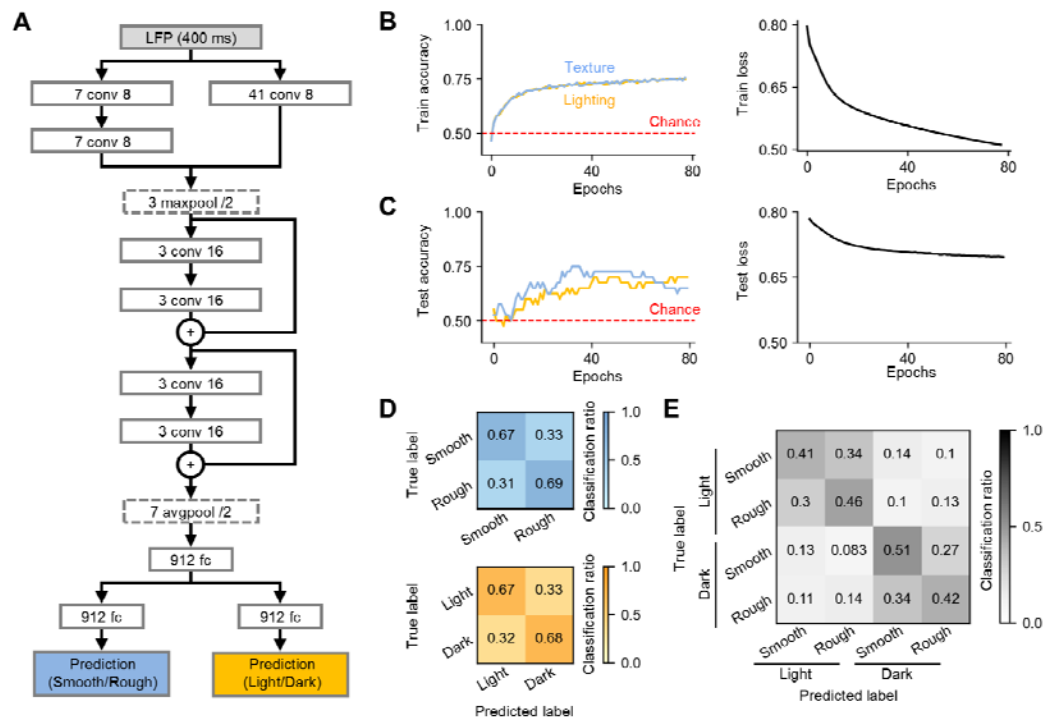 A
LFP (400 ms)
7 conv 8
41 conv 8
7 conv 8
3 maxpool /2
3 conv 16
3 conv 16
+
3 conv 16
3 conv 16
+
7 avgpool /2
912 fc
912 fc
912 fc
Prediction
(Smooth/Rough)
Prediction
(Light/Dark)
B
Train accuracy
1.00
0.75
0.50
Texture
Lighting
Chance
0
40
80
Epochs
Train loss
0.80
0.65
0.50
0
40
80
Epochs
C
Test accuracy
1.00
0.75
0.50
Chance
0
40
80
Epochs
Test loss
0.80
0.65
0.50
0
40
80
Epochs
D
True label
Smooth
Rough
0.67 0.33
0.31 0.69
Smooth Rough
Classification ratio
1.0
0.5
0.0
True label
Light
Dark
0.67 0.33
0.32 0.68
Light Dark
Predicted label
Classification ratio
1.0
0.5
0.0
E
True label
Light
Dark
Smooth
Rough
Smooth
Rough
0.41 0.34 0.14 0.1
0.3 0.46 0.1 0.13
0.13 0.083 0.51 0.27
0.11 0.14 0.34 0.42
Smooth Rough Smooth Rough
Light Dark
Predicted label
Classification ratio
1.0
0.5
0.0